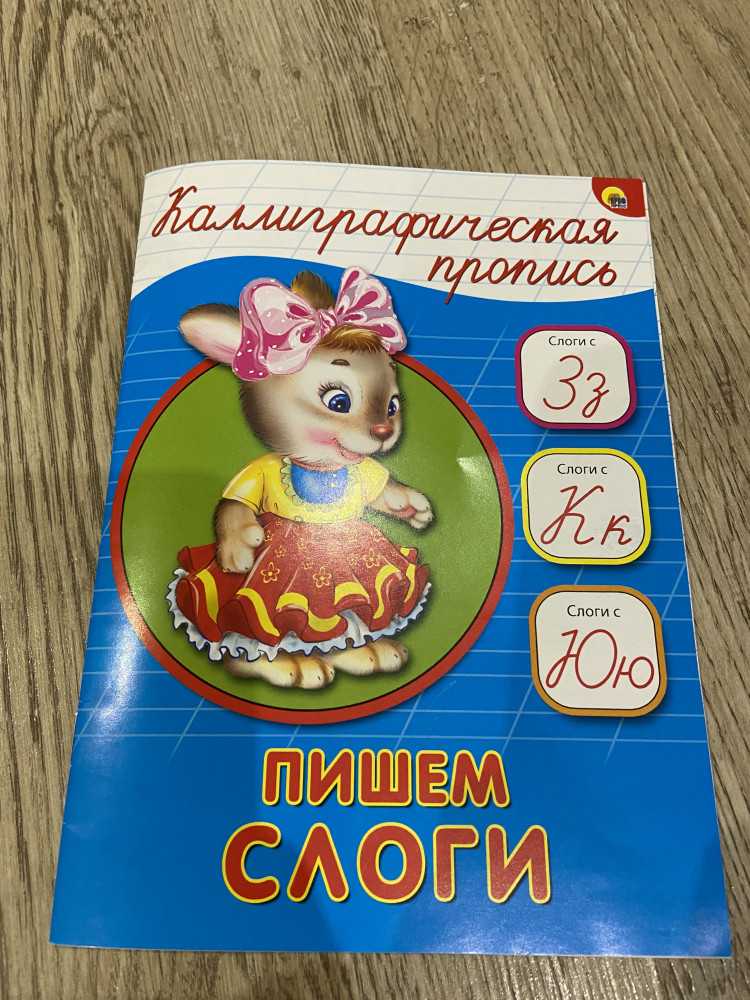 Каллиграфическая
пропись
Слоги с
Зз
Слоги с
Кк
Слоги с
Юю
ПИШЕМ
СЛОГИ